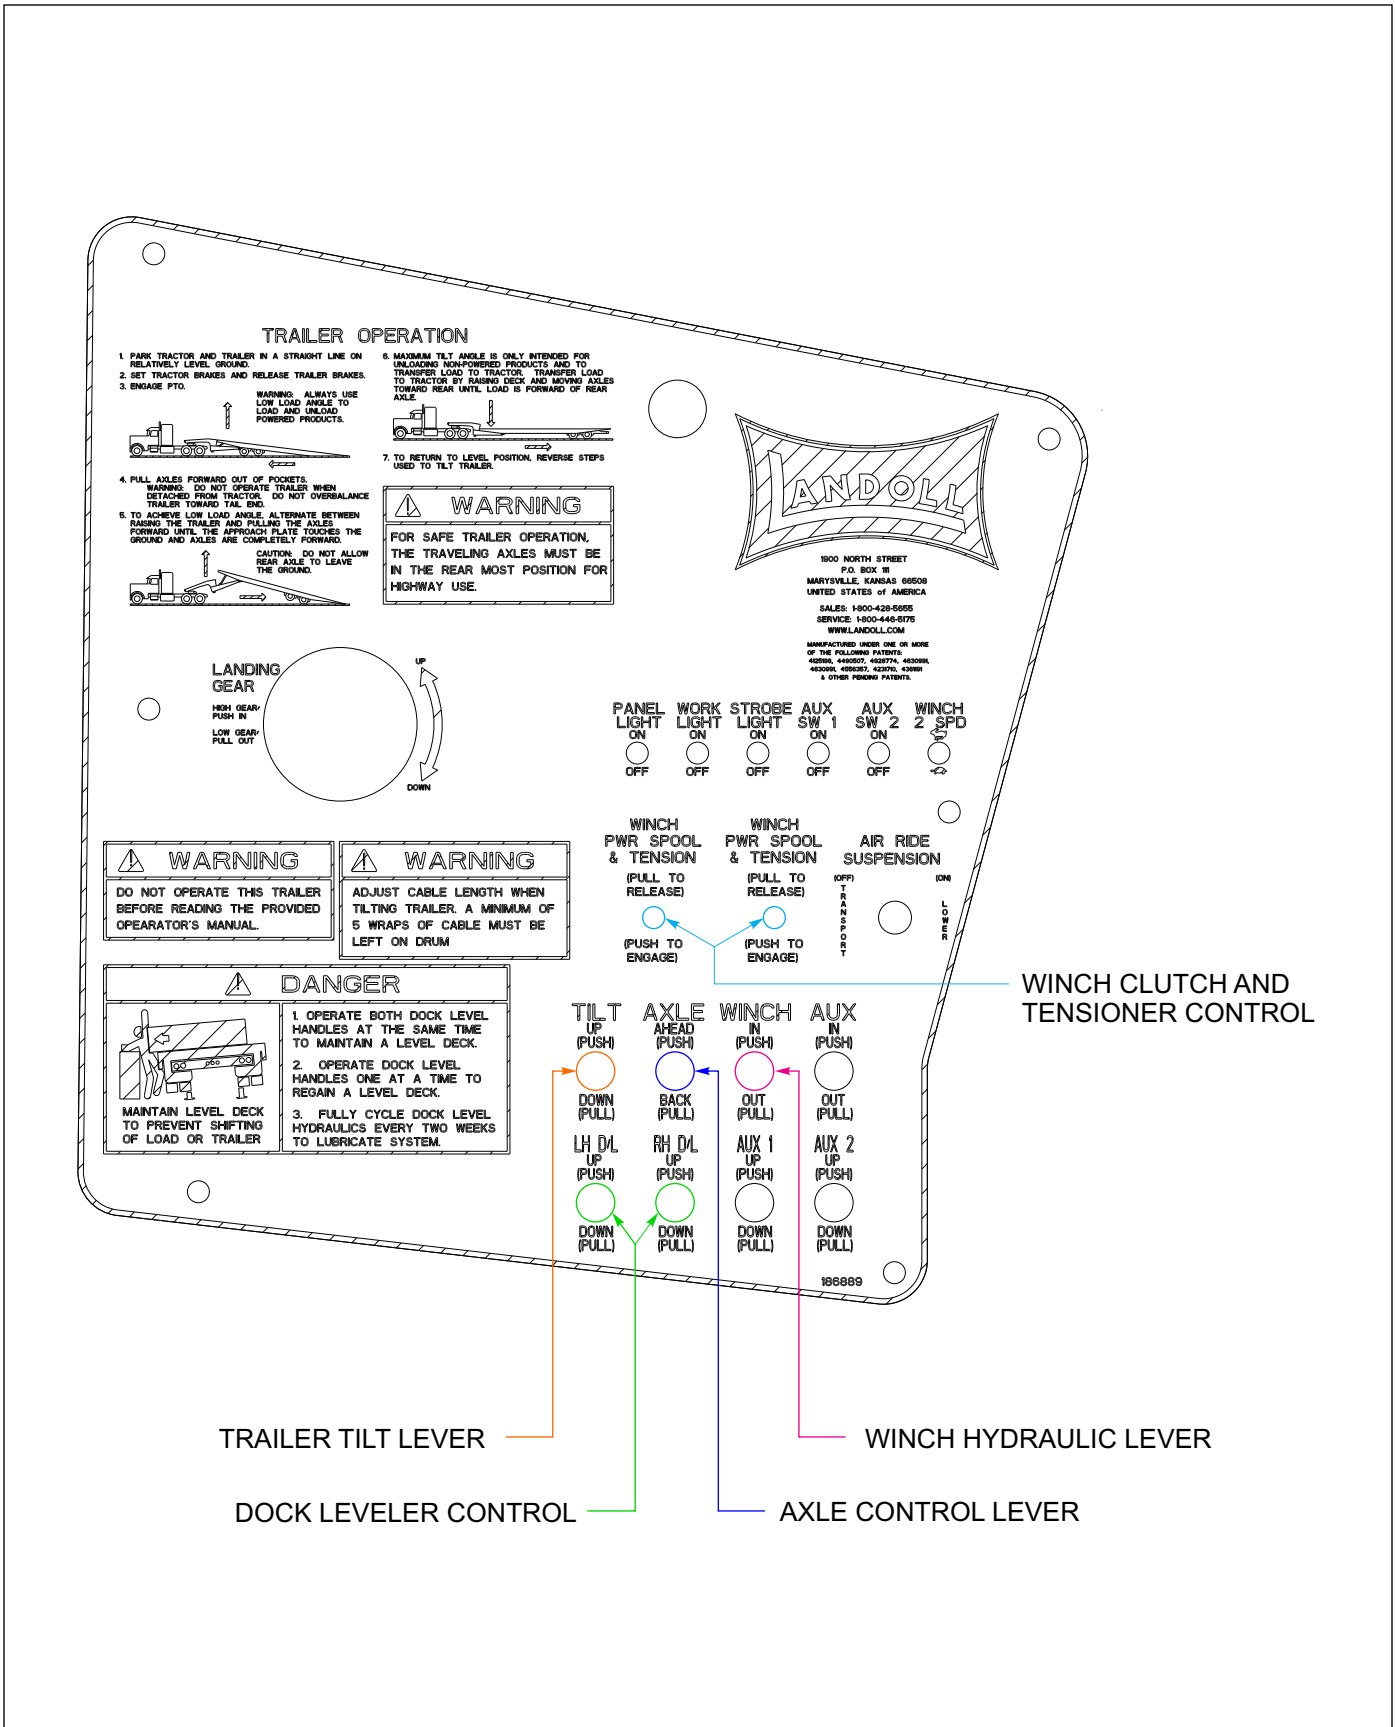 TRAILER OPERATION
1. PARK TRACTOR AND TRAILER IN A STRAIGHT LINE ON
RELATIVELY LEVEL GROUND.
2. SET TRACTOR BRAKES AND RELEASE TRAILER BRAKES.
3. ENGAGE PTO.
WARNING: ALWAYS USE
LOW LOAD ANGLE TO
LOAD AND UNLOAD
POWERED PRODUCTS.
4. PULL AXLES FORWARD OUT OF POCKETS.
WARNING: DO NOT OPERATE TRAILER WHEN
DETACHED FROM TRACTOR. DO NOT OVERBALANCE
TRAILER TOWARD TAIL END.
5. TO ACHIEVE LOW LOAD ANGLE, ALTERNATE BETWEEN
RAISING THE TRAILER AND PULLING THE AXLES
FORWARD UNTIL THE APPROACH PLATE TOUCHES THE
GROUND AND AXLES ARE COMPLETELY FORWARD.
CAUTION: DO NOT ALLOW
REAR AXLE TO LEAVE
THE GROUND.
6. MAXIMUM TILT ANGLE IS ONLY INTENDED FOR
UNLOADING NON-POWERED PRODUCTS AND TO
TRANSFER LOAD TO TRACTOR. TRANSFER LOAD
TO TRACTOR BY RAISING DECK AND MOVING AXLES
TOWARD REAR UNTIL LOAD IS FORWARD OF REAR
AXLE.
7. TO RETURN TO LEVEL POSITION, REVERSE STEPS
USED TO TILT TRAILER.
WARNING
FOR SAFE TRAILER OPERATION,
THE TRAVELING AXLES MUST BE
IN THE REAR MOST POSITION FOR
HIGHWAY USE.
LANDOLL
1900 NORTH STREET
P.O. BOX 111
MARYSVILLE, KANSAS 66508
UNITED STATES of AMERICA
SALES: 1-800-428-5655
SERVICE: 1-800-446-5175
WWW.LANDOLL.COM
MANUFACTURED UNDER ONE OR MORE
OF THE FOLLOWING PATENTS:
4125198, 4490507, 4928774, 4630991,
4630991, 4556357, 4231710,
& OTHER PENDING PATENTS.
LANDING
GEAR
HIGH GEAR/
PUSH IN
LOW GEAR/
PULL OUT
UP
DOWN
PANEL WORK STROBE AUX AUX WINCH
LIGHT LIGHT LIGHT SW 1 SW 2 2 SPD
ON ON ON ON ON
OFF OFF OFF OFF OFF
WINCH WINCH
PWR SPOOL PWR SPOOL AIR RIDE
& TENSION & TENSION SUSPENSION
(PULL TO (PULL TO (OFF) (ON)
RELEASE) RELEASE)
TRANSPORT
LOWER
(PUSH TO (PUSH TO
ENGAGE) ENGAGE)
WARNING
DO NOT OPERATE THIS TRAILER
BEFORE READING THE PROVIDED
OPEARATOR'S MANUAL.
WARNING
ADJUST CABLE LENGTH WHEN
TILTING TRAILER. A MINIMUM OF
5 WRAPS OF CABLE MUST BE
LEFT ON DRUM
DANGER
MAINTAIN LEVEL DECK
TO PREVENT SHIFTING
OF LOAD OR TRAILER
1. OPERATE BOTH DOCK LEVEL
HANDLES AT THE SAME TIME
TO MAINTAIN A LEVEL DECK.
2. OPERATE DOCK LEVEL
HANDLES ONE AT A TIME TO
REGAIN A LEVEL DECK.
3. FULLY CYCLE DOCK LEVEL
HYDRAULICS EVERY TWO WEEKS
TO LUBRICATE SYSTEM.
WINCH CLUTCH AND
TENSIONER CONTROL
TILT AXLE WINCH AUX
UP AHEAD IN IN
(PUSH) (PUSH) (PUSH) (PUSH)
DOWN BACK OUT OUT
(PULL) (PULL) (PULL) (PULL)
LH D/L RH D/L AUX 1 AUX 2
UP UP UP UP
(PUSH) (PUSH) (PUSH) (PUSH)
DOWN DOWN DOWN DOWN
(PULL) (PULL) (PULL) (PULL)
186889
TRAILER TILT LEVER
WINCH HYDRAULIC LEVER
DOCK LEVELER CONTROL
AXLE CONTROL LEVER